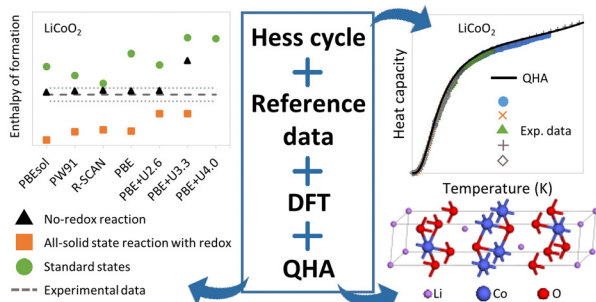 LiCoO2
Enthalpy of formation
PBEsol
PW91
R-SCAN
PBE
PBE+U2.6
PBE+U3.3
PBE+U4.0
No-redox reaction
All-solid state reaction with redox
Standard states
Experimental data
Hess cycle
+
Reference
data
+
DFT
+
QHA
LiCoO2
Heat capacity
QHA
Exp. data
Temperature (K)
Li
Co
O